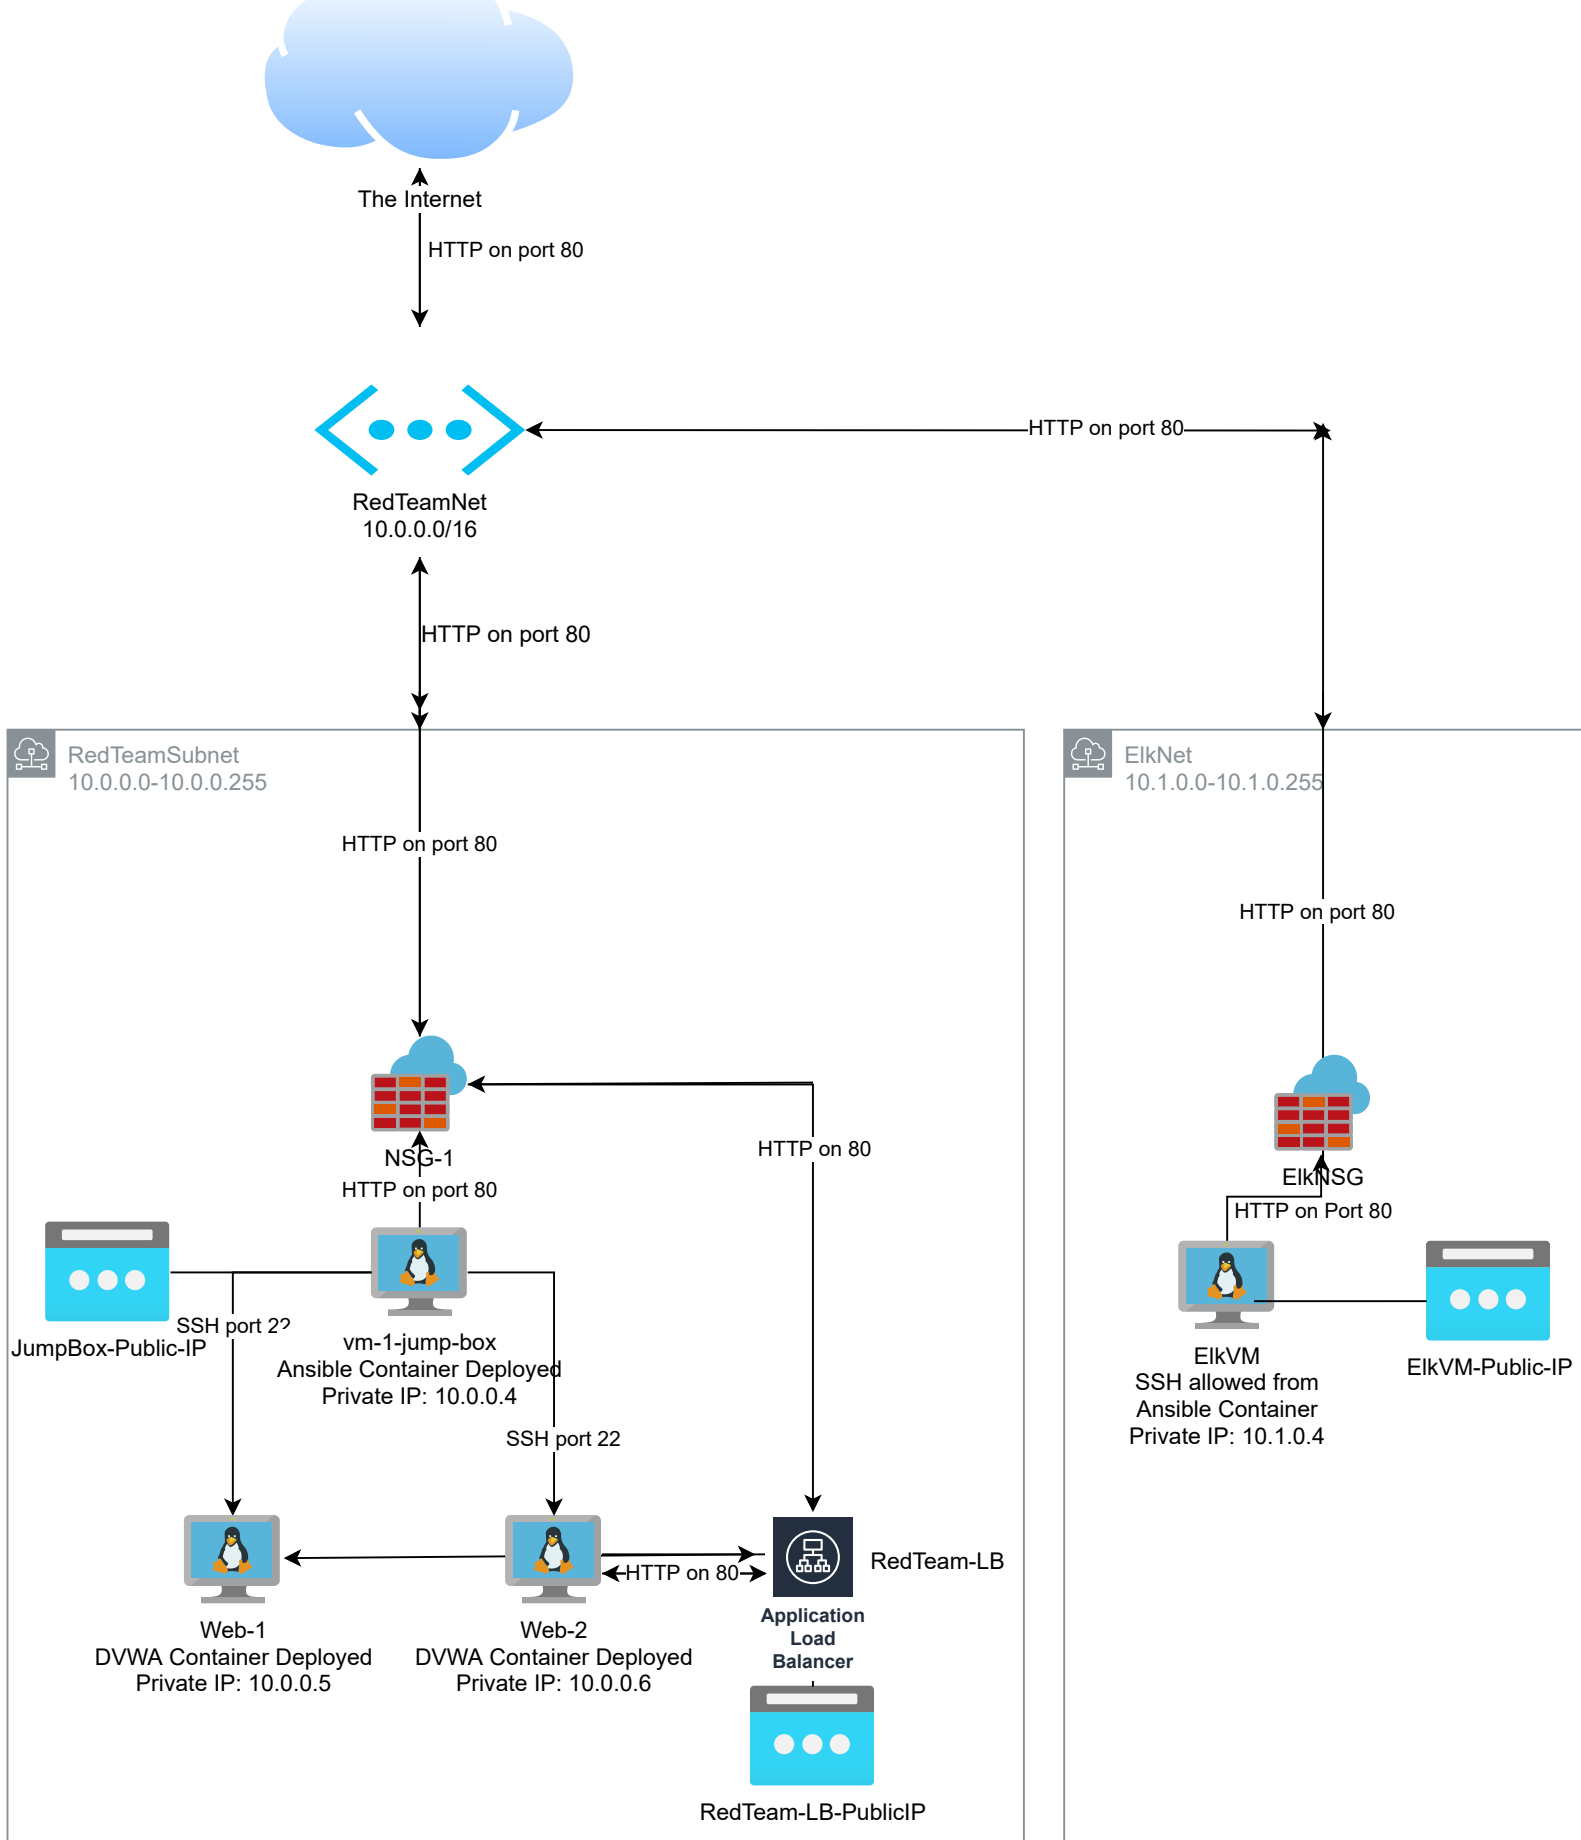 The Internet
HTTP on port 80
HTTP on port 80
RedTeamNet
10.0.0.0/16
HTTP on port 80
RedTeamSubnet
10.0.0.0-10.0.0.255
ElkNet
10.1.0.0-10.1.0.255
HTTP on port 80
HTTP on port 80
NSG-1
HTTP on 80
ElkNSG
HTTP on port 80
HTTP on Port 80
SSH port 22
JumpBox-Public-IP
vm-1-jump-box
Ansible Container Deployed
Private IP: 10.0.0.4
ElkVM
SSH allowed from
Ansible Container
Private IP: 10.1.0.4
ElkVM-Public-IP
SSH port 22
RedTeam-LB
HTTP on 80
Application
Load
Balancer
Web-1
DVWA Container Deployed
Private IP: 10.0.0.5
Web-2
DVWA Container Deployed
Private IP: 10.0.0.6
RedTeam-LB-PublicIP